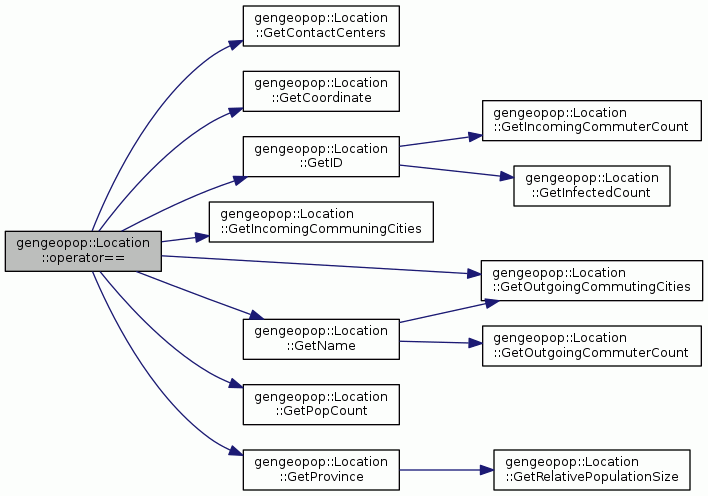 gengeopop::Location
::GetContactCenters
gengeopop::Location
::GetCoordinate
gengeopop::Location
::GetIncomingCommuterCount
gengeopop::Location
::GetID
gengeopop::Location
::GetInfectedCount
gengeopop::Location
::GetIncomingCommuningCities
gengeopop::Location
::operator==
gengeopop::Location
::GetOutgoingCommutingCities
gengeopop::Location
::GetName
gengeopop::Location
::GetOutgoingCommuterCount
gengeopop::Location
::GetPopCount
gengeopop::Location
::GetProvince
gengeopop::Location
::GetRelativePopulationSize